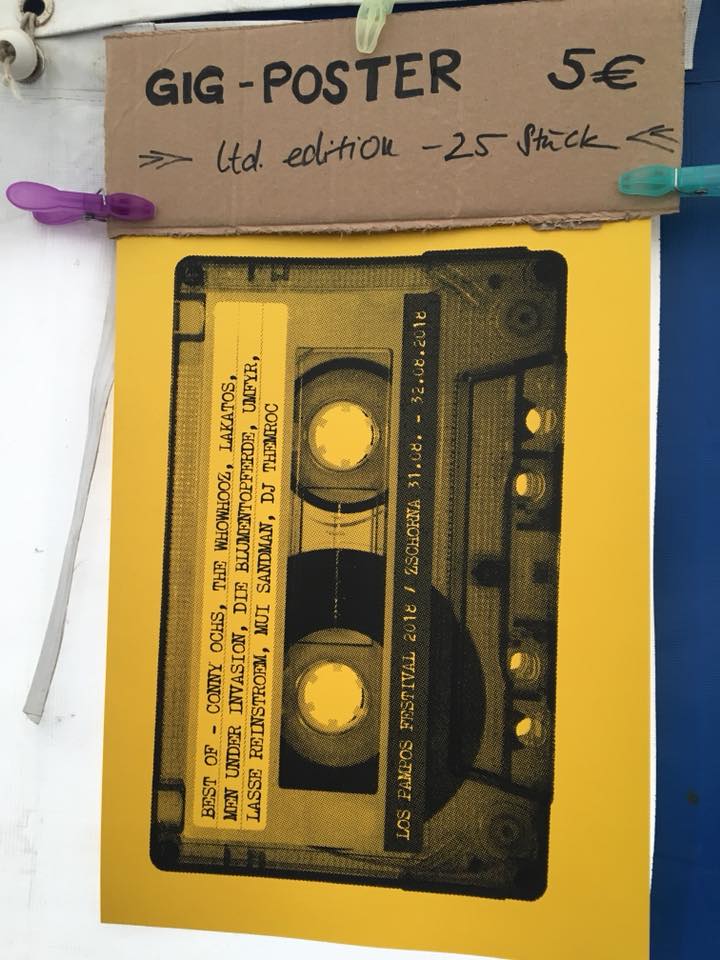 GIG-POSTER 5€
>> ltd. edition - 25 Stück <<
BEST OF - CONNY OCHS, THE WHOWHOOZ, LAKATOS,
MEN UNDER INVASION, DIE BLUMENTOPFERDE, UMFYR,
LASSE REINSTROEM, MUI SANDMAN, DJ THEMROC
LOS PAMPOS FESTIVAL 2018 / ZSCHORNA 31.08. - 32.08.2018